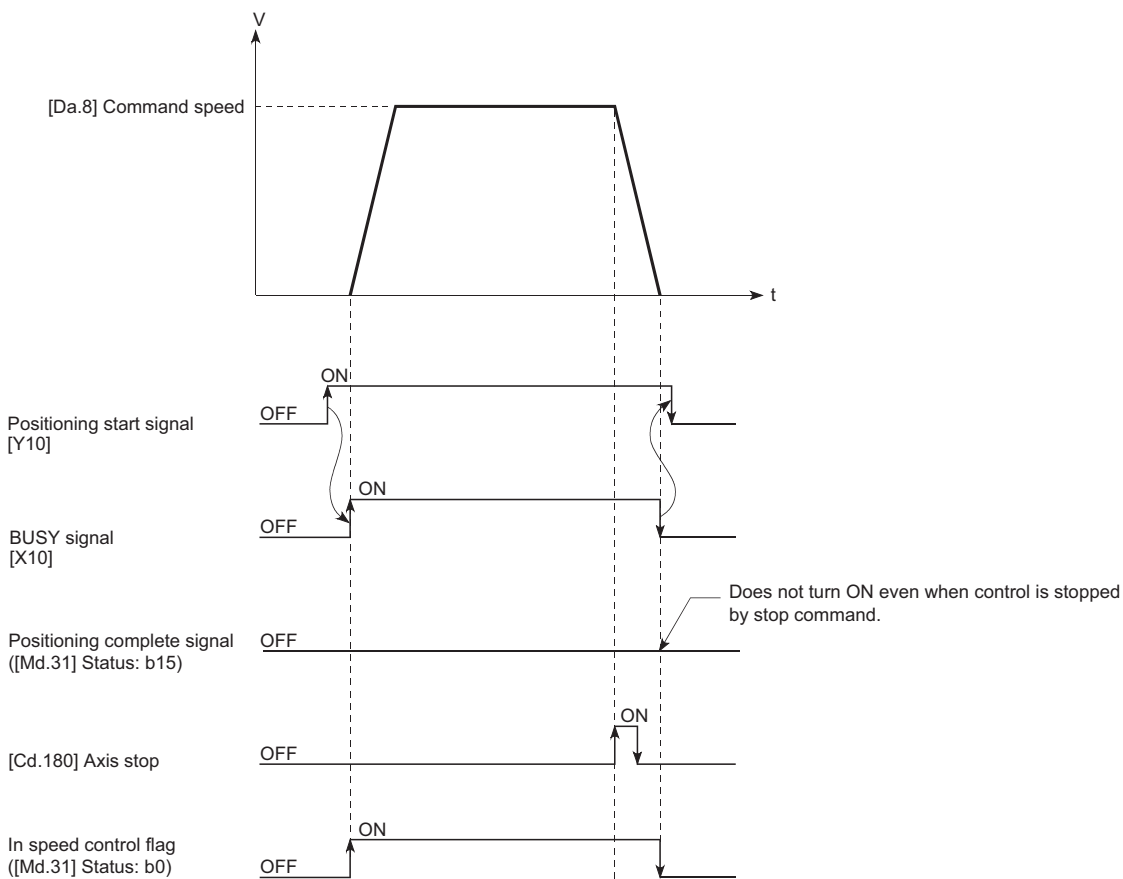 V
[Da.8] Command speed
t
ON
OFF
Positioning start signal
[Y10]
ON
OFF
BUSY signal
[X10]
Does not turn ON even when control is stopped
by stop command.
Positioning complete signal
([Md.31] Status: b15)
OFF
ON
[Cd.180] Axis stop
OFF
ON
In speed control flag
([Md.31] Status: b0)
OFF